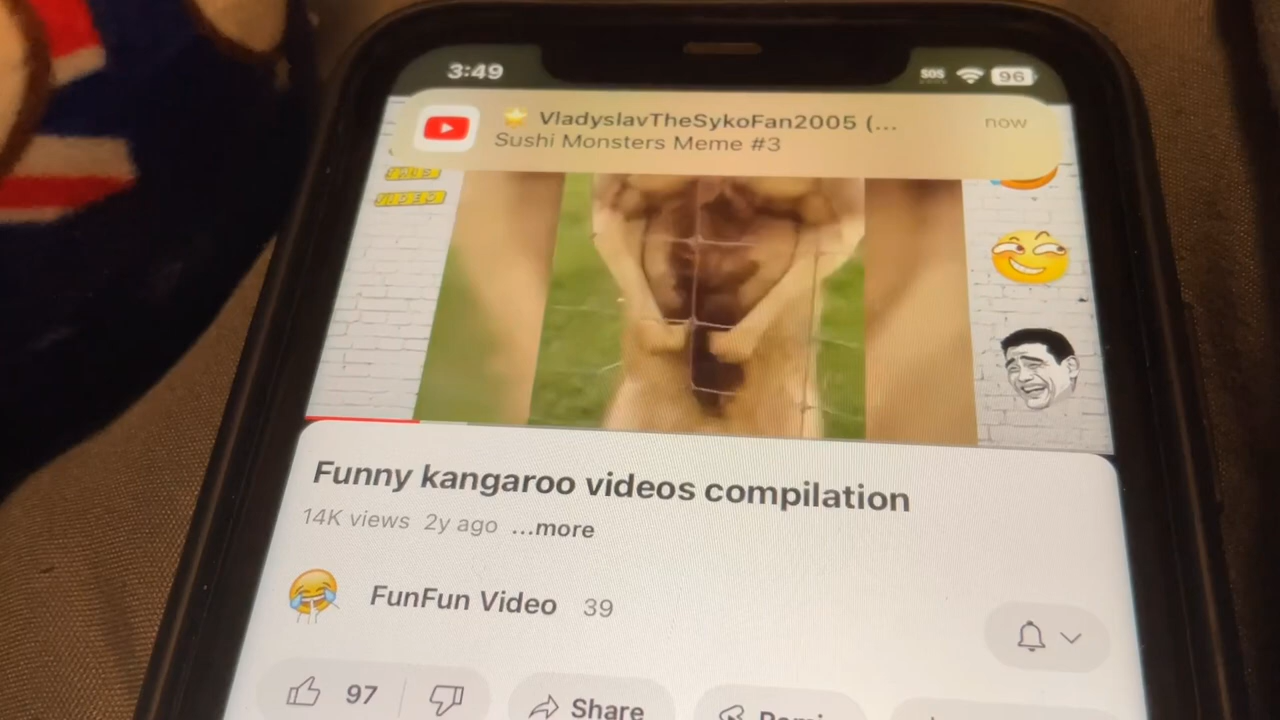 3:49
SOS
96
VladyslavTheSykoFan2005 (...
now
Sushi Monsters Meme #3
VIDEO
Funny kangaroo videos compilation
14K views 2y ago ...more
FunFun Video 39
97
Share